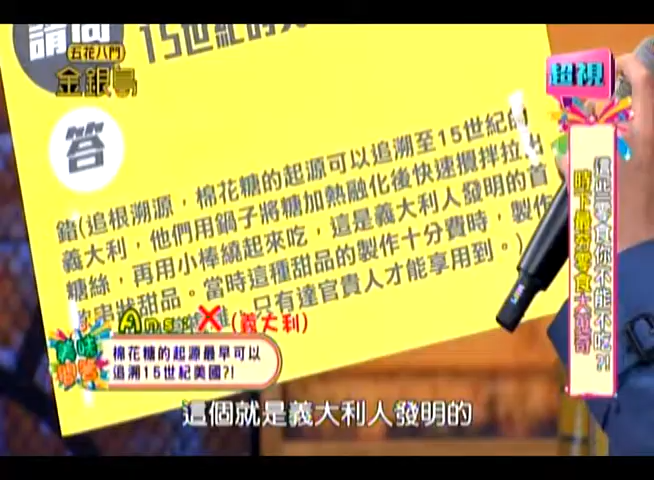 請問
15世紀的
五花八門
金銀島
超視
答
錯(追根溯源,棉花糖的起源可以追溯至15世紀的
義大利,他們用鍋子將糖加熱融化後快速攪拌拉出
糖絲,再用小棒繞起來吃,這是義大利人發明的首
款串狀甜品。當時這種甜品的製作十分費時,製作
只有達官貴人才能享用到。)
這些零食你不能不吃?!
時下最夯零食大公開
(義大利)
美味
棉花糖的起源最早可以
追溯15世紀美國?!
這個就是義大利人發明的